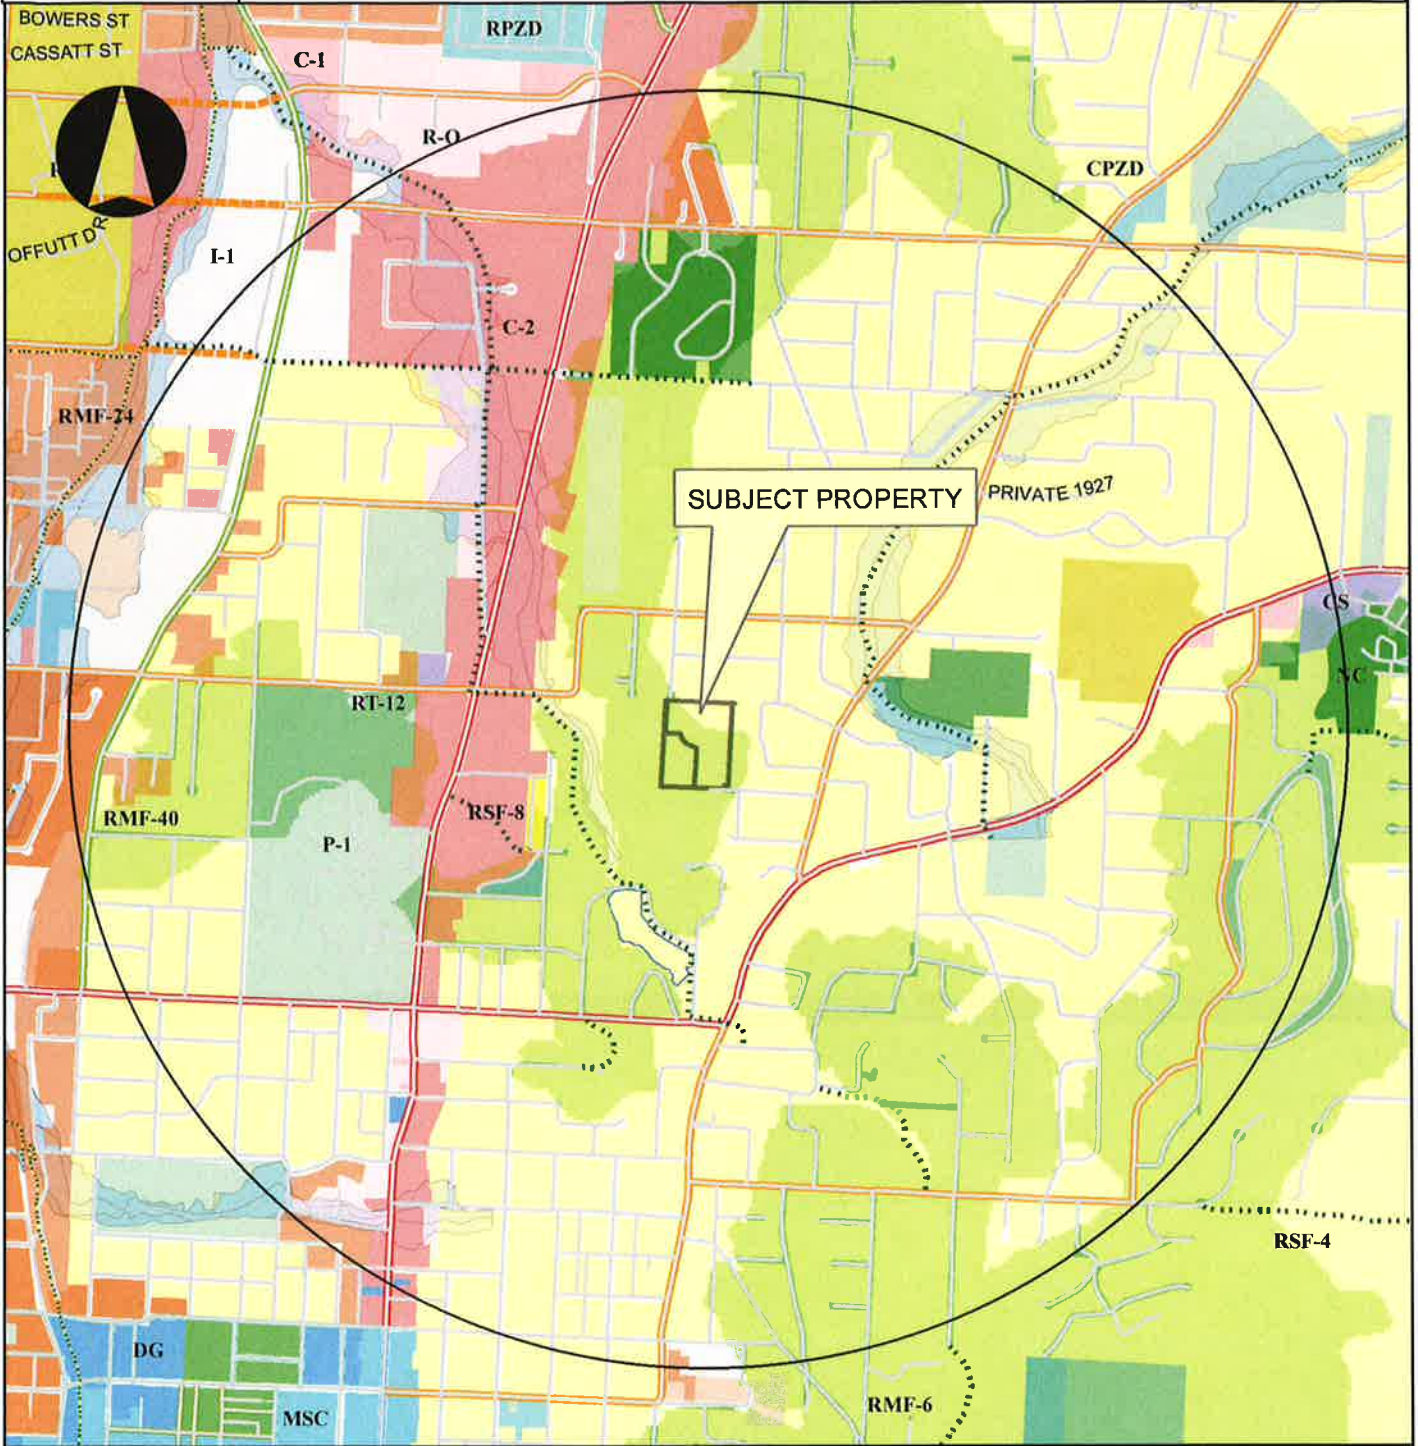 BOWERS ST
RPZD
CASSATT ST
C-1
R-O
CPZD
OFFUTT DR
I-1
C-2
RMF-24
SUBJECT PROPERTY
PRIVATE 1927
CS
NC
RT-12
RMF-40
RSF-8
P-1
RSF-4
DG
RMF-6
MSC